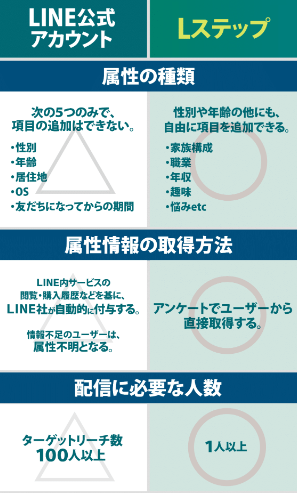 LINE公式
アカウント
Lステップ
属性の種類
次の5つのみで、
項目の追加はできない。
・性別
・年齢
・居住地
・OS
・友だちになってからの期間
性別や年齢の他にも、
自由に項目を追加できる。
・家族構成
・職業
・年収
・趣味
・悩みetc
属性情報の取得方法
LINE内サービスの
閲覧・購入履歴などを基に、
LINE社が自動的に付与する。
情報不足のユーザーは、
属性不明となる。
アンケートでユーザーから
直接取得する。
配信に必要な人数
ターゲットリーチ数
100人以上
1人以上